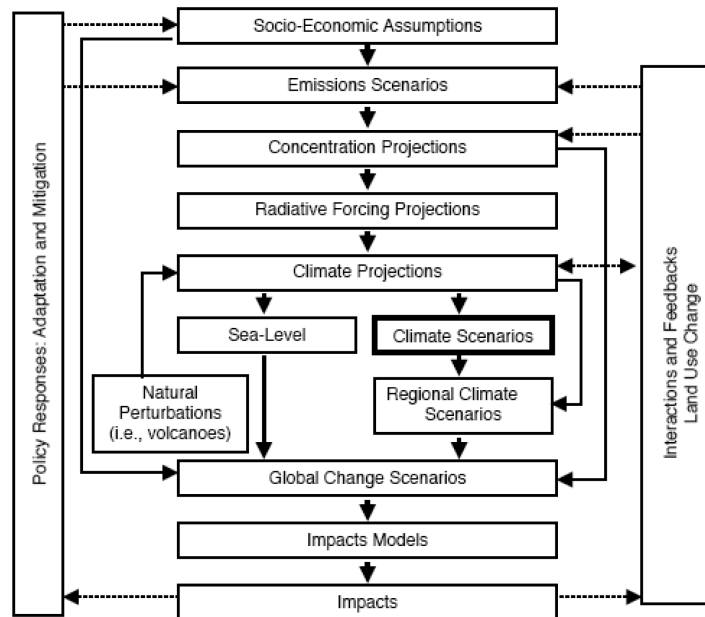 Socio-Economic Assumptions
Emissions Scenarios
Concentration Projections
Radiative Forcing Projections
Climate Projections
Sea-Level
Climate Scenarios
Natural
Perturbations
(i.e., volcanoes)
Regional Climate
Scenarios
Global Change Scenarios
Impacts Models
Impacts
Policy Responses: Adaptation and Mitigation
Interactions and Feedbacks
Land Use Change